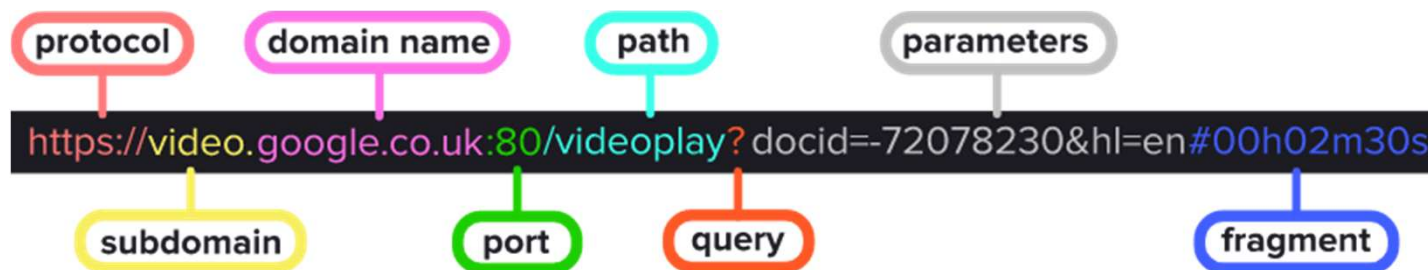 protocol domain name path parameters
https://video.google.co.uk:80/videoplay?docid=-72078230&hl=en#00h02m30s
subdomain port query fragment